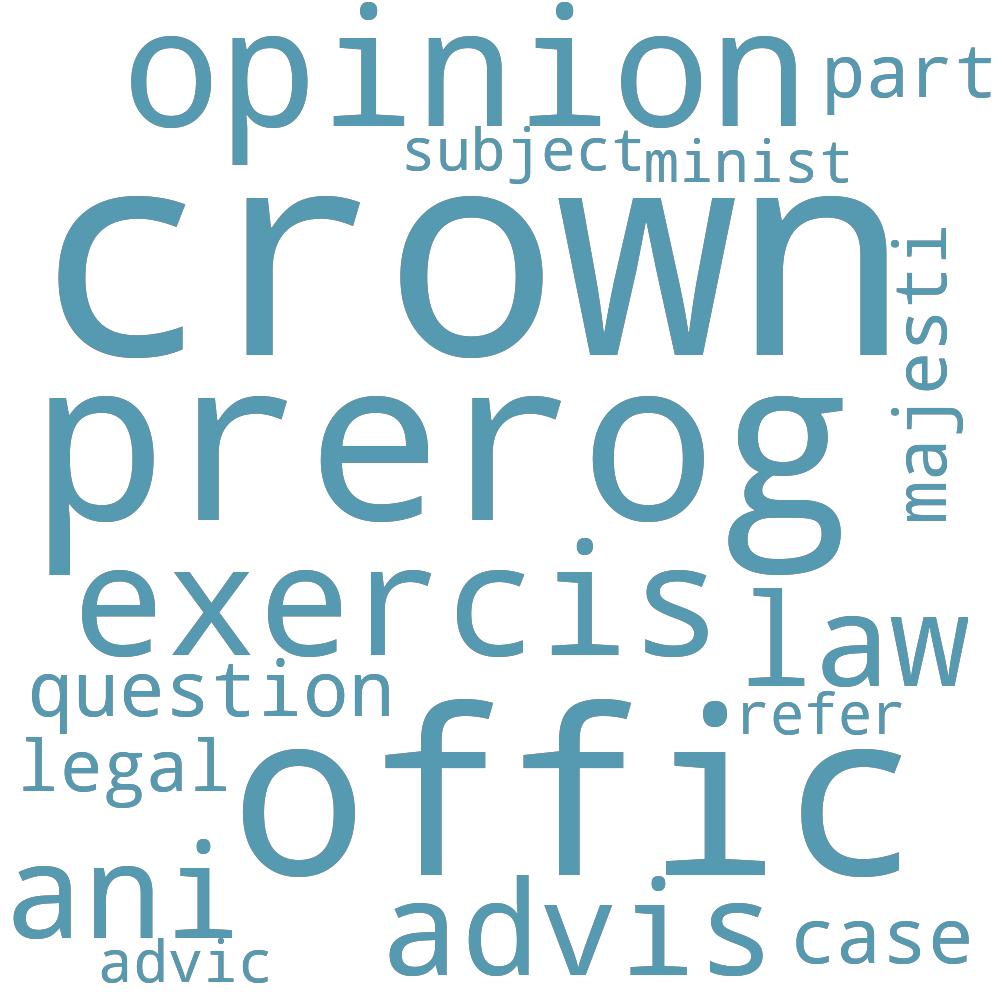 opinion
part
subject
minist
crown
majesti
prerog
exercis
law
question
refer
legal
offic
ani
advis
case
advic